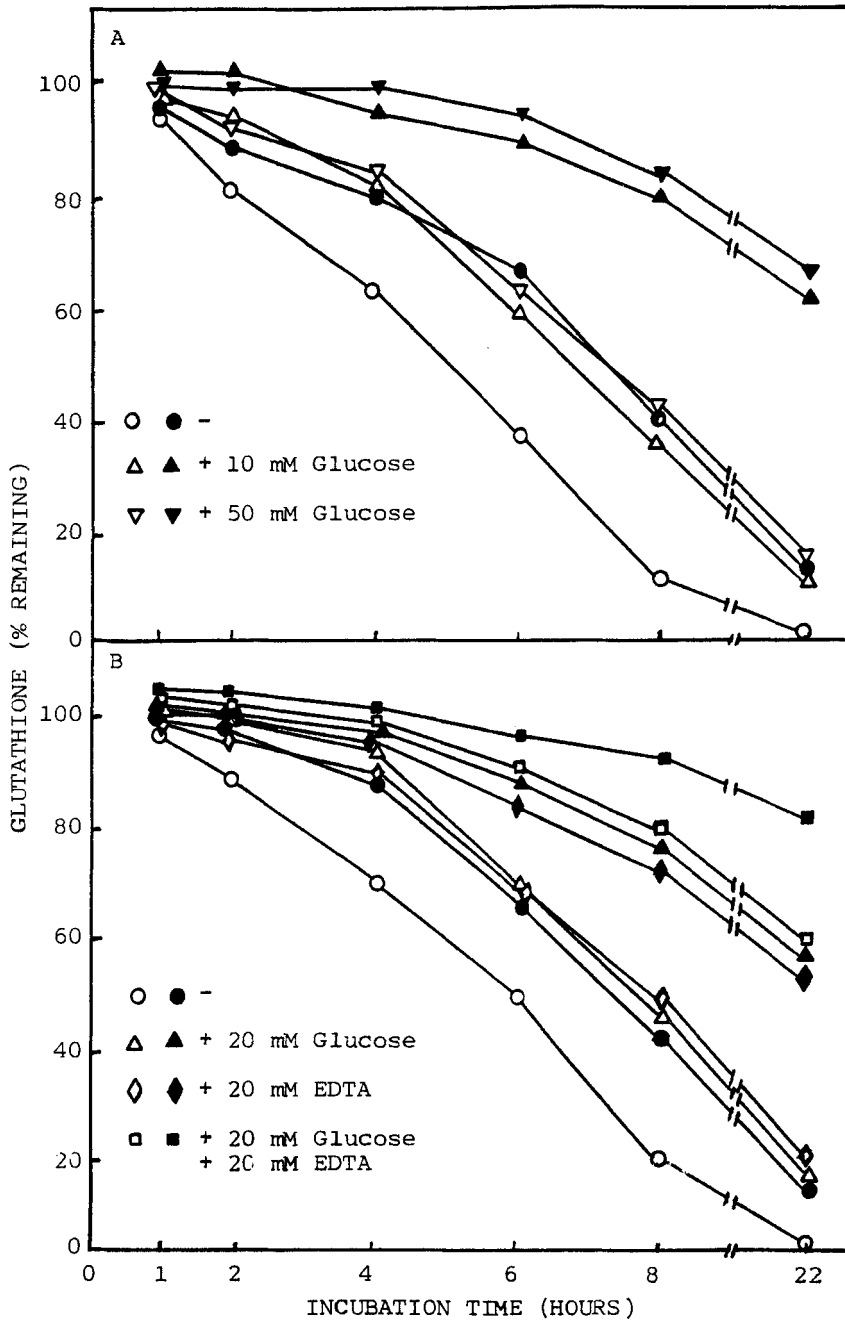 A
100
80
60
40
20
0
-
+ 10 mM Glucose
+ 50 mM Glucose
GLUTATHIONE (% REMAINING)
B
100
80
60
40
20
0
-
+ 20 mM Glucose
+ 20 mM EDTA
+ 20 mM Glucose
+ 20 mM EDTA
0 1 2 4 6 8 22
INCUBATION TIME (HOURS)